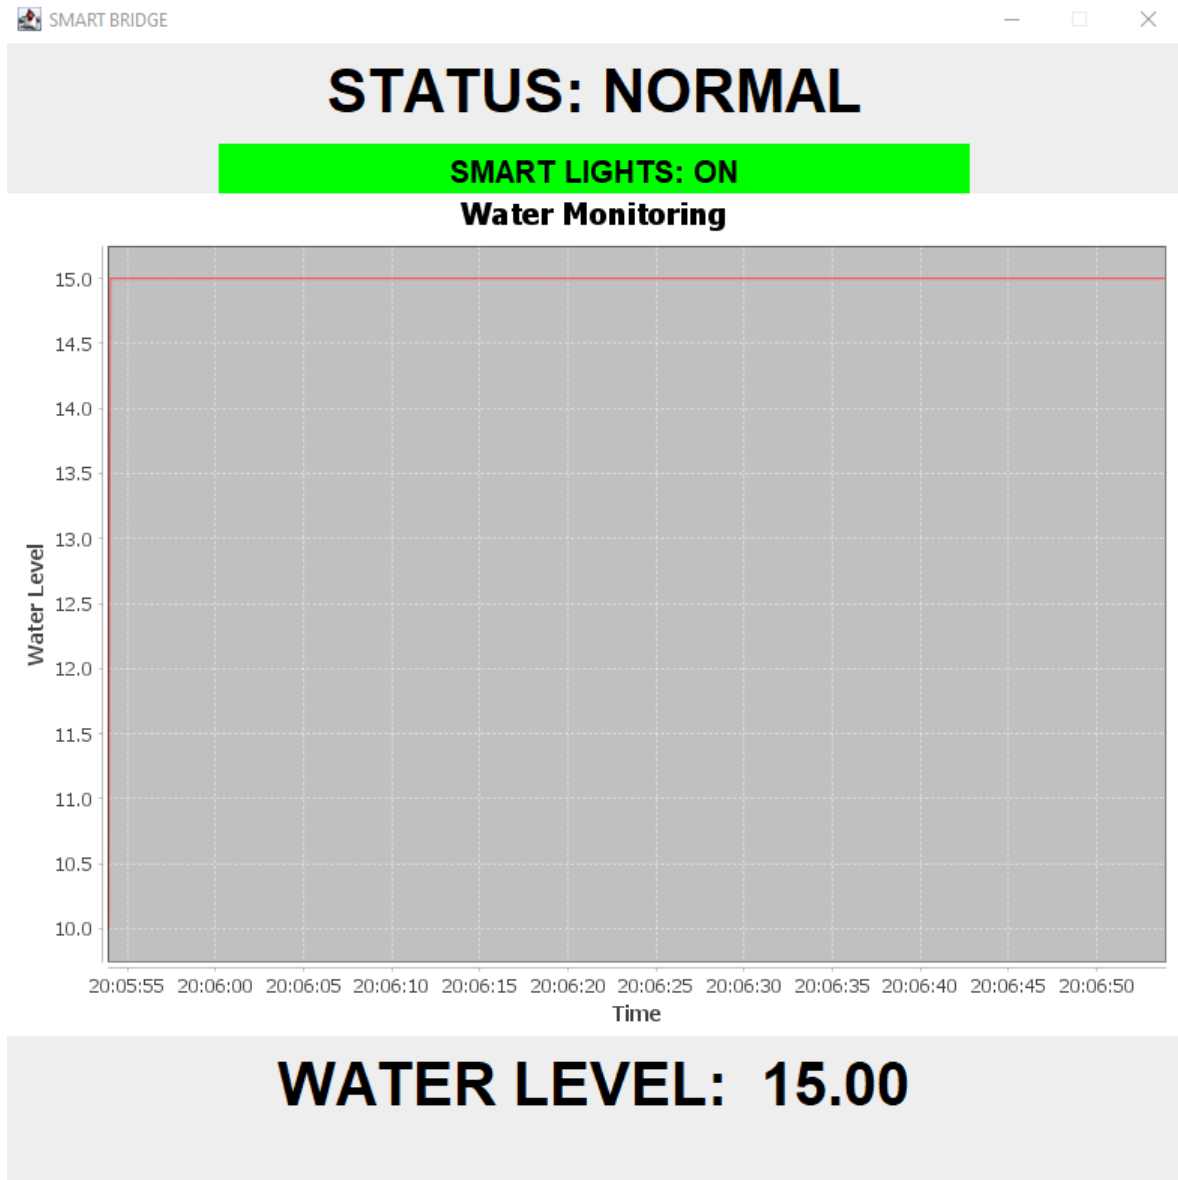 SMART BRIDGE
STATUS: NORMAL
SMART LIGHTS: ON
Water Monitoring
15.0
14.5
14.0
13.5
13.0
12.5
12.0
11.5
11.0
10.5
10.0
Water Level
20:05:55 20:06:00 20:06:05 20:06:10 20:06:15 20:06:20 20:06:25 20:06:30 20:06:35 20:06:40 20:06:45 20:06:50
Time
WATER LEVEL: 15.00